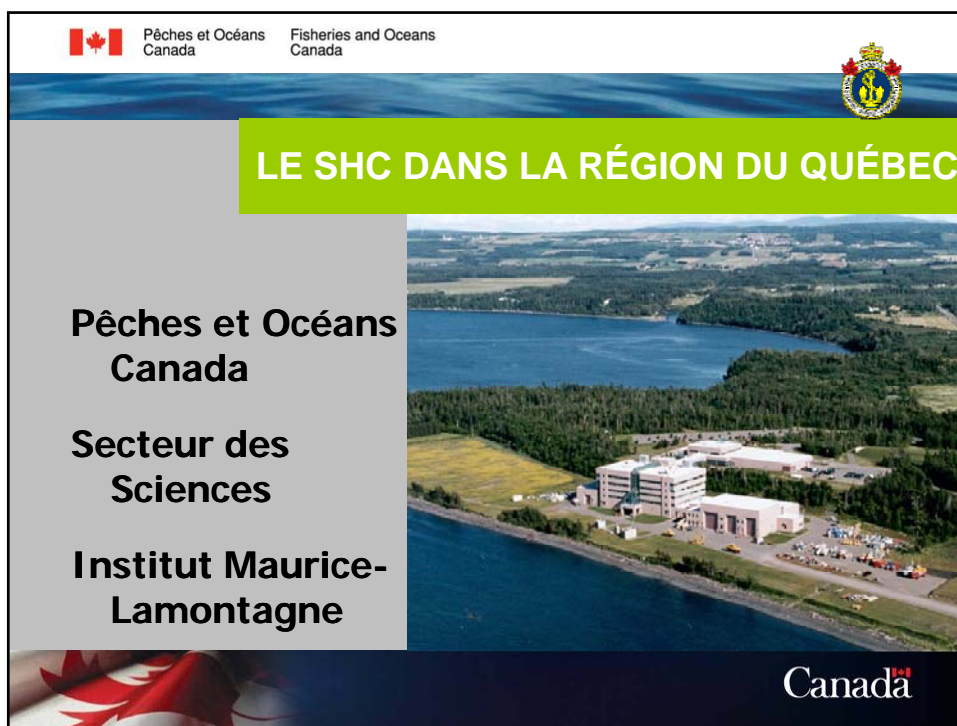 Pêches et Océans
Canada
Fisheries and Oceans
Canada
LE SHC DANS LA RÉGION DU QUÉBEC
Pêches et Océans
Canada
Secteur des
Sciences
Institut Maurice-
Lamontagne
Canada